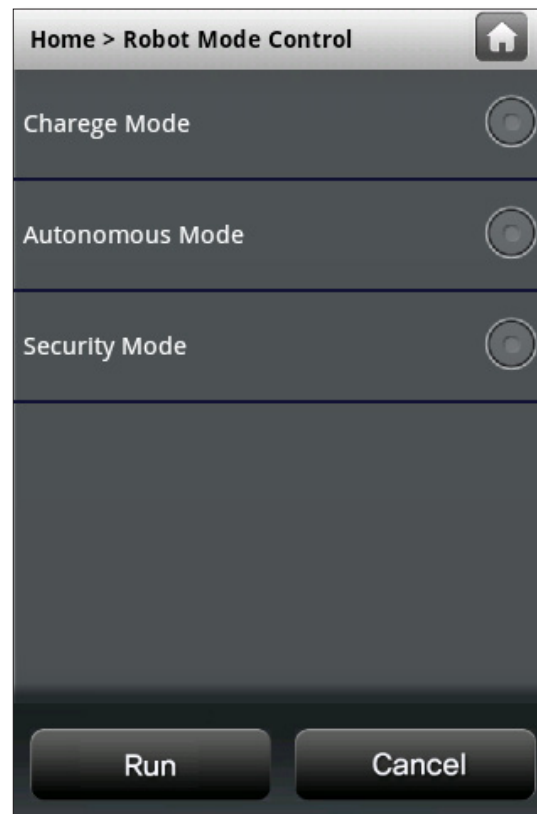 Home > Robot Mode Control
Charege Mode
Autonomous Mode
Security Mode
Run
Cancel